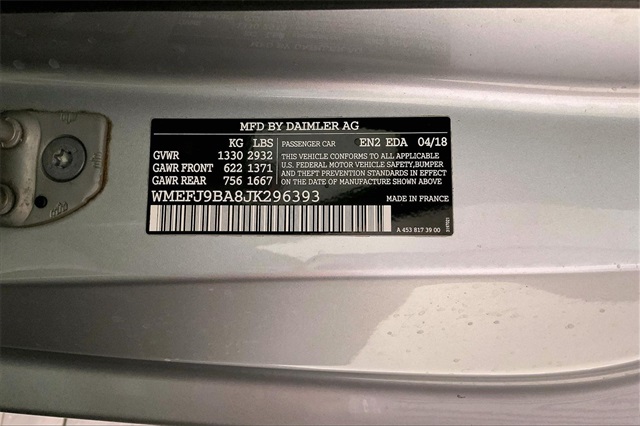 MFD BY DAIMLER AG
KG LBS PASSENGER CAR EN2 EDA 04/18
GVWR 1330 2932 THIS VEHICLE CONFORMS TO ALL APPLICABLE
GAWR FRONT 622 1371 U.S. FEDERAL MOTOR VEHICLE SAFETY, BUMPER
GAWR REAR 756 1667 AND THEFT PREVENTION STANDARDS IN EFFECT
ON THE DATE OF MANUFACTURE SHOWN ABOVE.
WMEFJ9BA8JK296393 MADE IN FRANCE
A 453 817 39 00